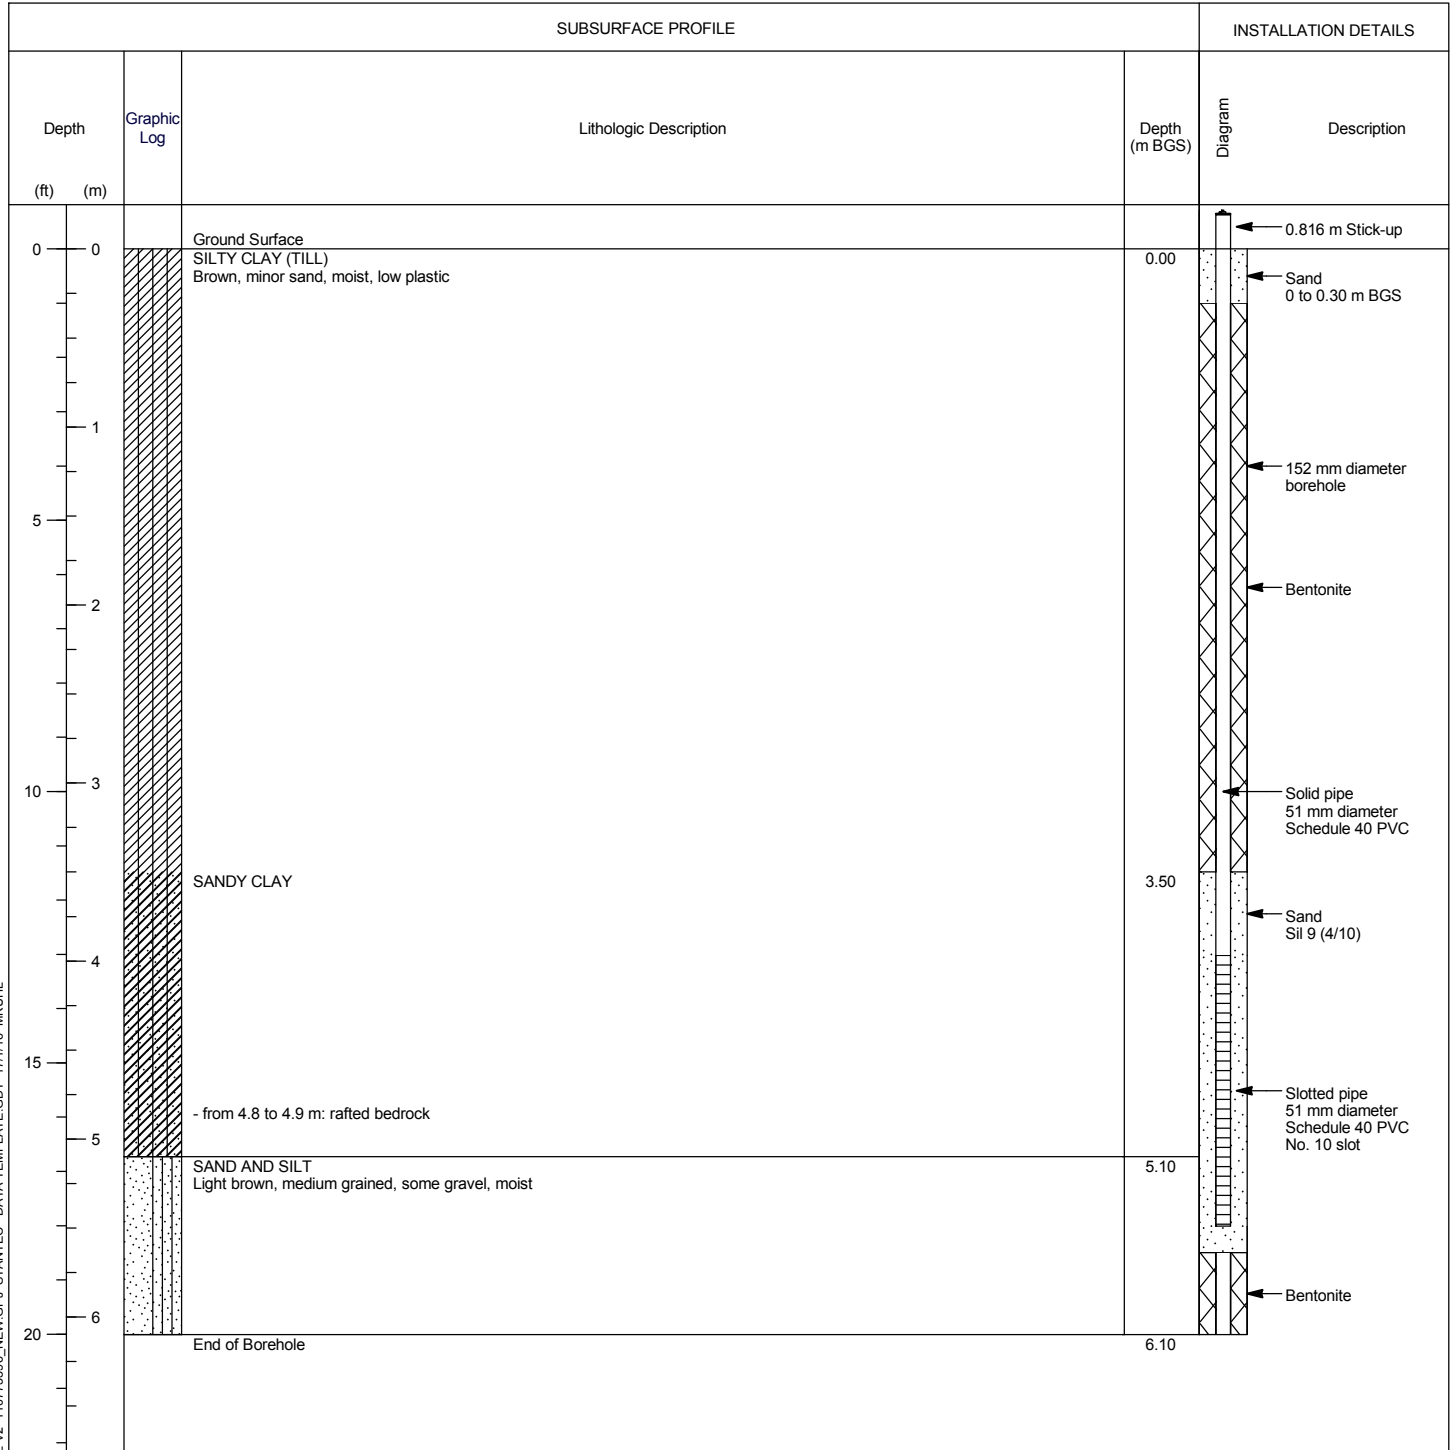 SUBSURFACE PROFILE
INSTALLATION DETAILS
Depth
(ft)
(m)
Graphic
Log
Lithologic Description
Depth
(m BGS)
Diagram
Description
Ground Surface
0.816 m Stick-up
0
0
SILTY CLAY (TILL)
0.00
Brown, minor sand, moist, low plastic
Sand
0 to 0.30 m BGS
1
152 mm diameter
borehole
5
Bentonite
2
3
10
Solid pipe
51 mm diameter
Schedule 40 PVC
SANDY CLAY
3.50
Sand
Sil 9 (4/10)
4
15
Slotted pipe
51 mm diameter
Schedule 40 PVC
No. 10 slot
- from 4.8 to 4.9 m: rafted bedrock
5
SAND AND SILT
5.10
Light brown, medium grained, some gravel, moist
Bentonite
6
20
End of Borehole
6.10